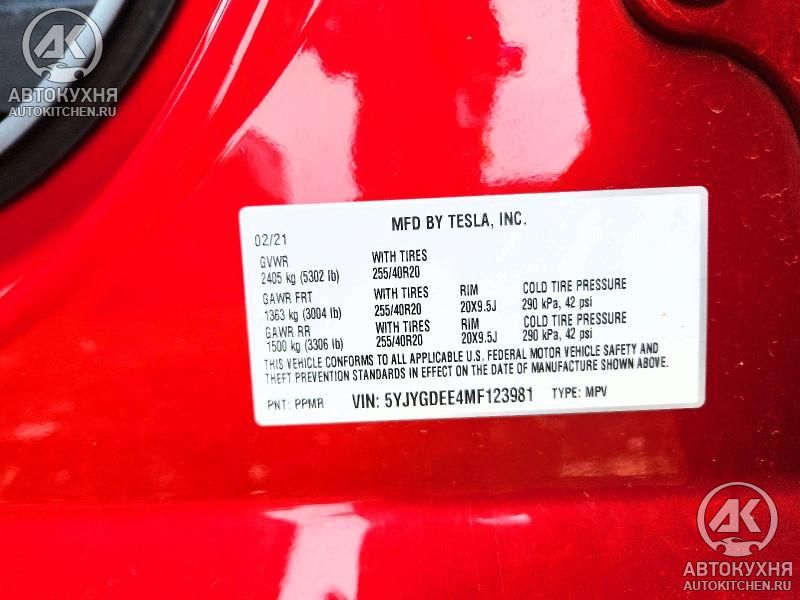 АК
АВТОКУХНЯ
AUTOKITCHEN.RU
MFD BY TESLA, INC.
02/21
GVWR WITH TIRES
2405 kg (5302 lb) 255/40R20
GAWR FRT WITH TIRES RIM COLD TIRE PRESSURE
1363 kg (3004 lb) 255/40R20 20X9.5J 290 kPa, 42 psi
GAWR RR WITH TIRES RIM COLD TIRE PRESSURE
1500 kg (3306 lb) 255/40R20 20X9.5J 290 kPa, 42 psi
THIS VEHICLE CONFORMS TO ALL APPLICABLE U.S. FEDERAL MOTOR VEHICLE SAFETY AND
THEFT PREVENTION STANDARDS IN EFFECT ON THE DATE OF MANUFACTURE SHOWN ABOVE.
PNT: PPMR VIN: 5YJYGDEE4MF123981 TYPE: MPV
АК
АВТОКУХНЯ
AUTOKITCHEN.RU